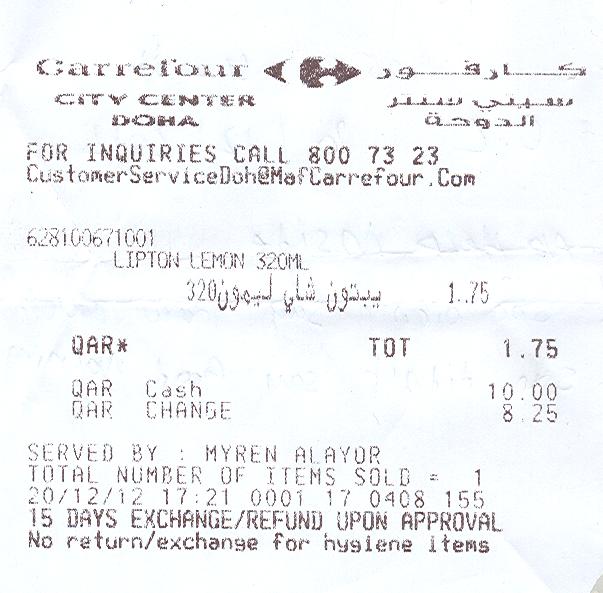 Carrefour كارفور
CITY CENTER سيتي سنتر
DOHA الدوحة
FOR INQUIRIES CALL 800 73 23
CustomerServiceDoh@MafCarrefour.Com
628100671001
LIPTON LEMON 320ML
ليبتون شاي ليمون320 1.75
QAR* TOT 1.75
QAR Cash 10.00
QAR CHANGE 8.25
SERVED BY : MYREN ALAYOR
TOTAL NUMBER OF ITEMS SOLD = 1
20/12/12 17:21 0001 17 0408 155
15 DAYS EXCHANGE/REFUND UPON APPROVAL
No return/exchange for hygiene items